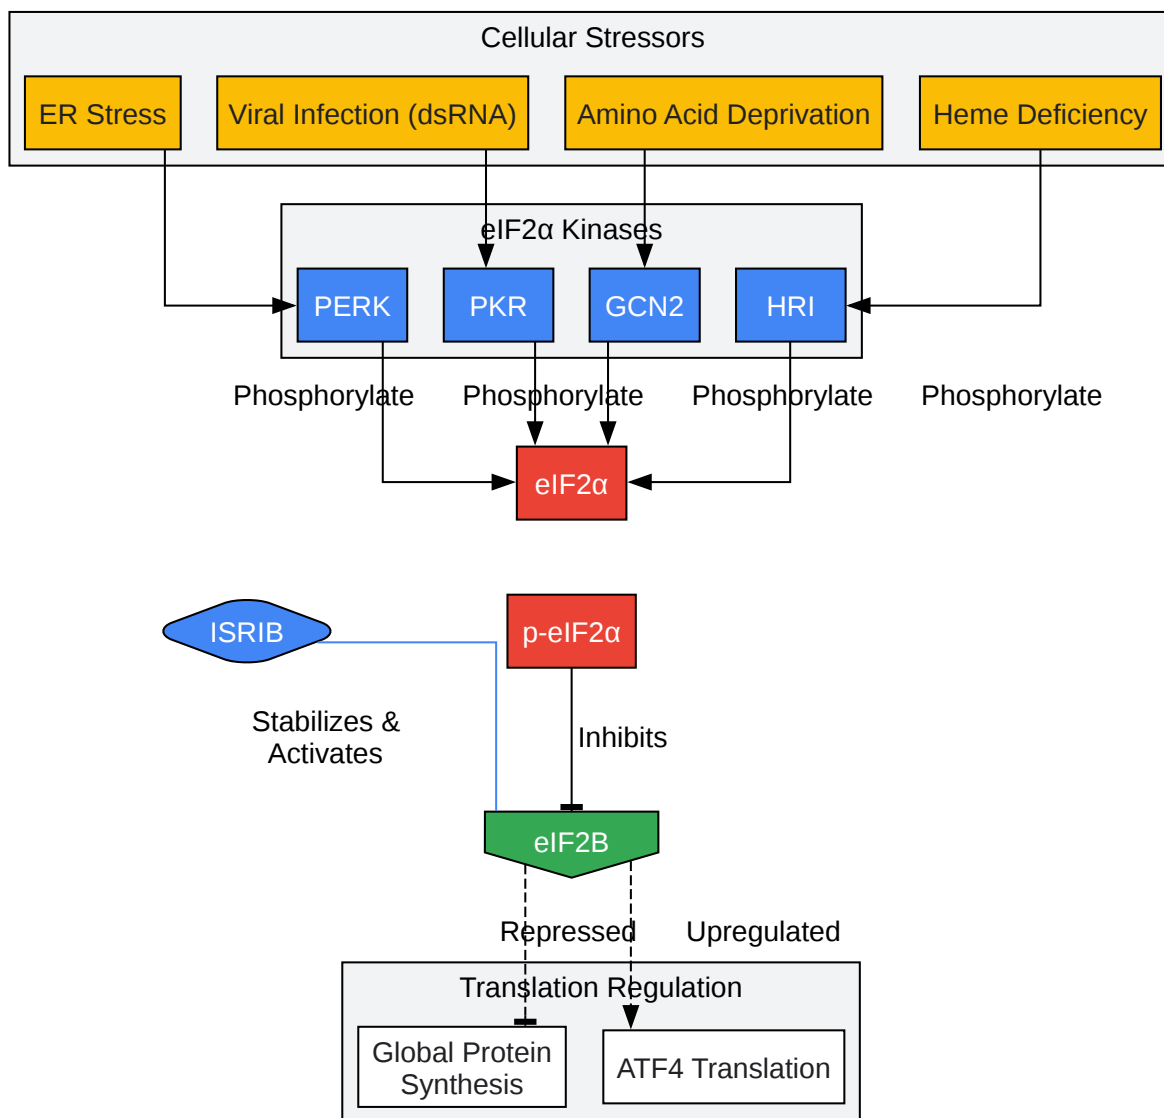 Cellular Stressors
ER Stress
Viral Infection (dsRNA)
Amino Acid Deprivation
Heme Deficiency
eIF2α Kinases
PERK
PKR
GCN2
HRI
Phosphorylate
Phosphorylate
Phosphorylate
Phosphorylate
eIF2α
ISRIB
p-eIF2α
Stabilizes &
Activates
Inhibits
eIF2B
Repressed
Upregulated
Translation Regulation
Global Protein
Synthesis
ATF4 Translation